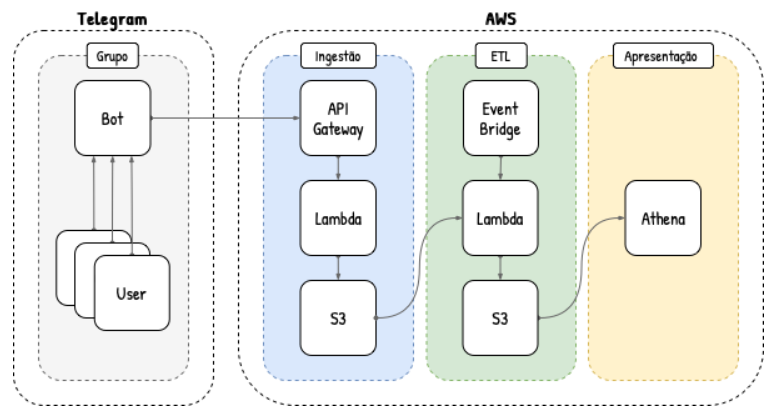 Telegram
AWS
Grupo
Ingestão
ETL
Apresentação
Bot
API
Gateway
Event
Bridge
Lambda
Lambda
Athena
User
S3
S3